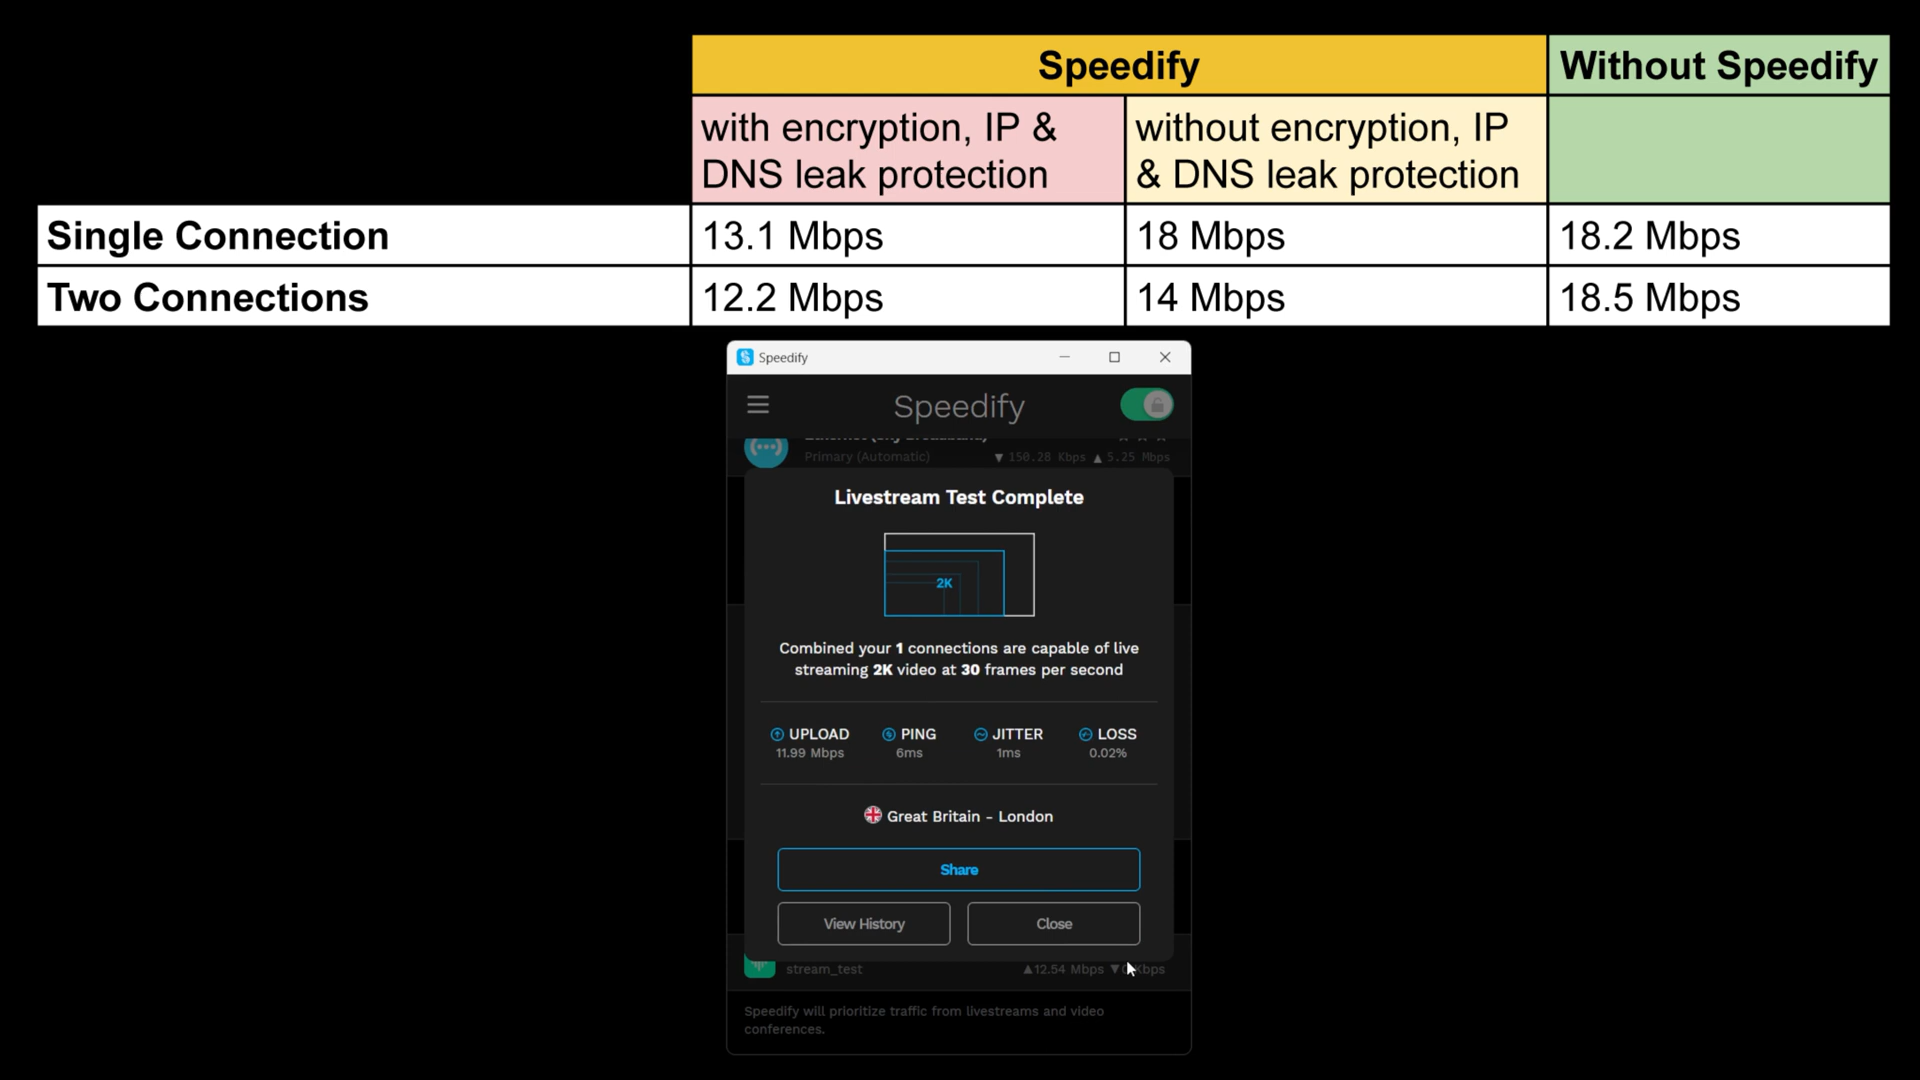 Speedify
Without Speedify
with encryption, IP &
DNS leak protection
without encryption, IP
& DNS leak protection
Single Connection
13.1 Mbps
18 Mbps
18.2 Mbps
Two Connections
12.2 Mbps
14 Mbps
18.5 Mbps
Speedify
Speedify
Primary (Automatic)
▼ 150.28 Kbps ▲ 5.25 Mbps
Livestream Test Complete
2K
Combined your 1 connections are capable of live
streaming 2K video at 30 frames per second
UPLOAD
PING
JITTER
LOSS
11.99 Mbps
6ms
1ms
0.02%
Great Britain - London
Share
View History
Close
stream_test
▲12.54 Mbps
Speedify will prioritize traffic from livestreams and video
conferences.